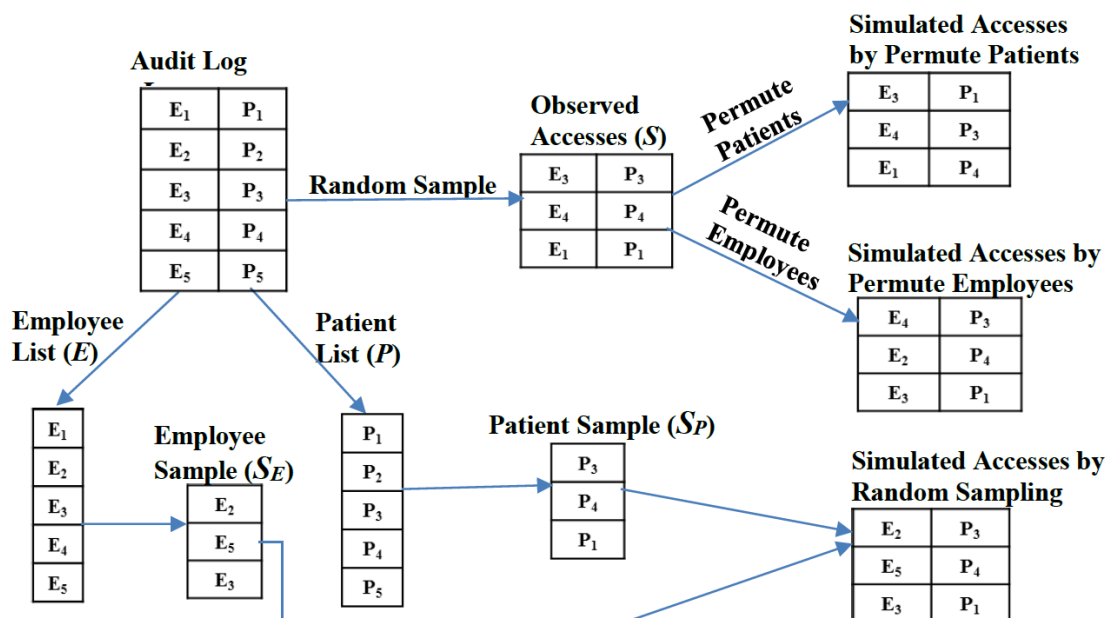 Audit Log
E1 P1
E2 P2
E3 P3
E4 P4
E5 P5
Random Sample
Observed
Accesses (S)
E3 P3
E4 P4
E1 P1
Permute
Patients
Simulated Accesses
by Permute Patients
E3 P1
E4 P3
E1 P4
Permute
Employees
Simulated Accesses by
Permute Employees
E4 P3
E2 P4
E3 P1
Employee
List (E)
E1
E2
E3
E4
E5
Employee
Sample (SE)
E2
E5
E3
Patient
List (P)
P1
P2
P3
P4
P5
Patient Sample (SP)
P3
P4
P1
Simulated Accesses by
Random Sampling
E2 P3
E5 P4
E3 P1